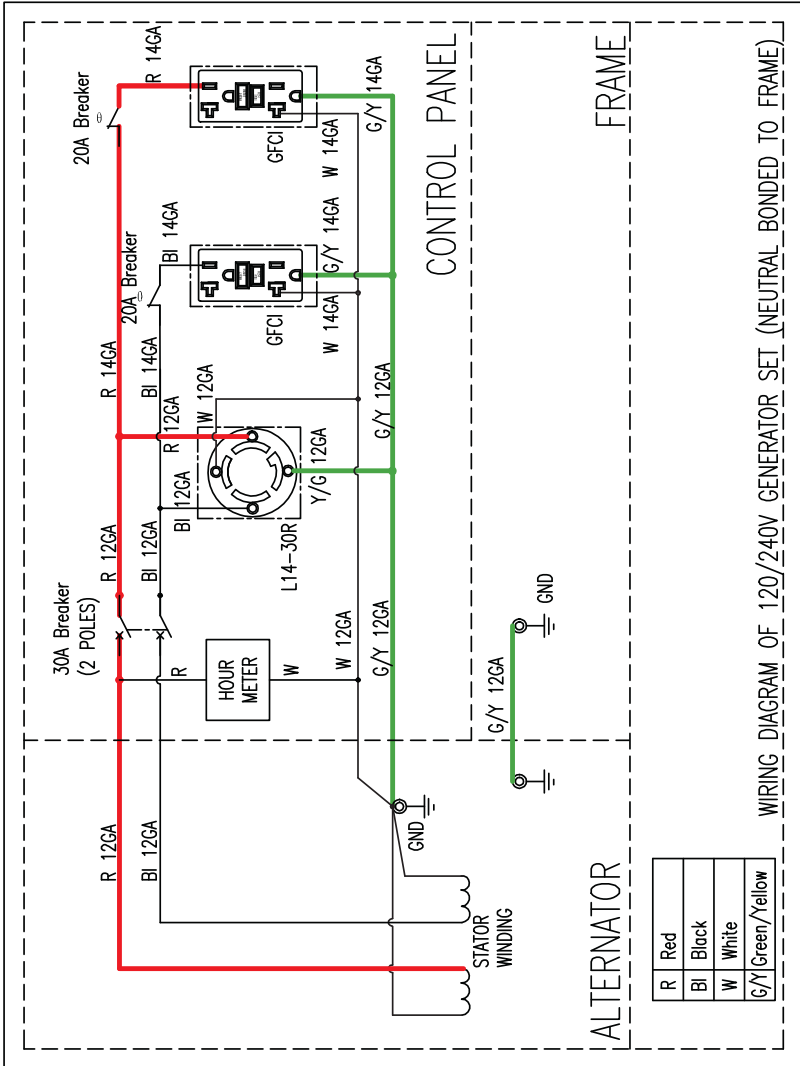 20A Breaker
R 14GA
GFCI
W 14GA
G/Y 14GA
CONTROL PANEL
FRAME
20A Breaker
Bl 14GA
GFCI
W 14GA
G/Y 14GA
R 14GA
Bl 14GA
R 12GA
W 12GA
Bl 12GA
Y/G 12GA
L14-30R
G/Y 12GA
30A Breaker
(2 POLES)
R 12GA
Bl 12GA
R
HOUR
METER
W
W 12GA
G/Y 12GA
G/Y 12GA
GND
R 12GA
Bl 12GA
GND
STATOR
WINDING
ALTERNATOR
R Red
Bl Black
W White
G/Y Green/Yellow
WIRING DIAGRAM OF 120/240V GENERATOR SET (NEUTRAL BONDED TO FRAME)